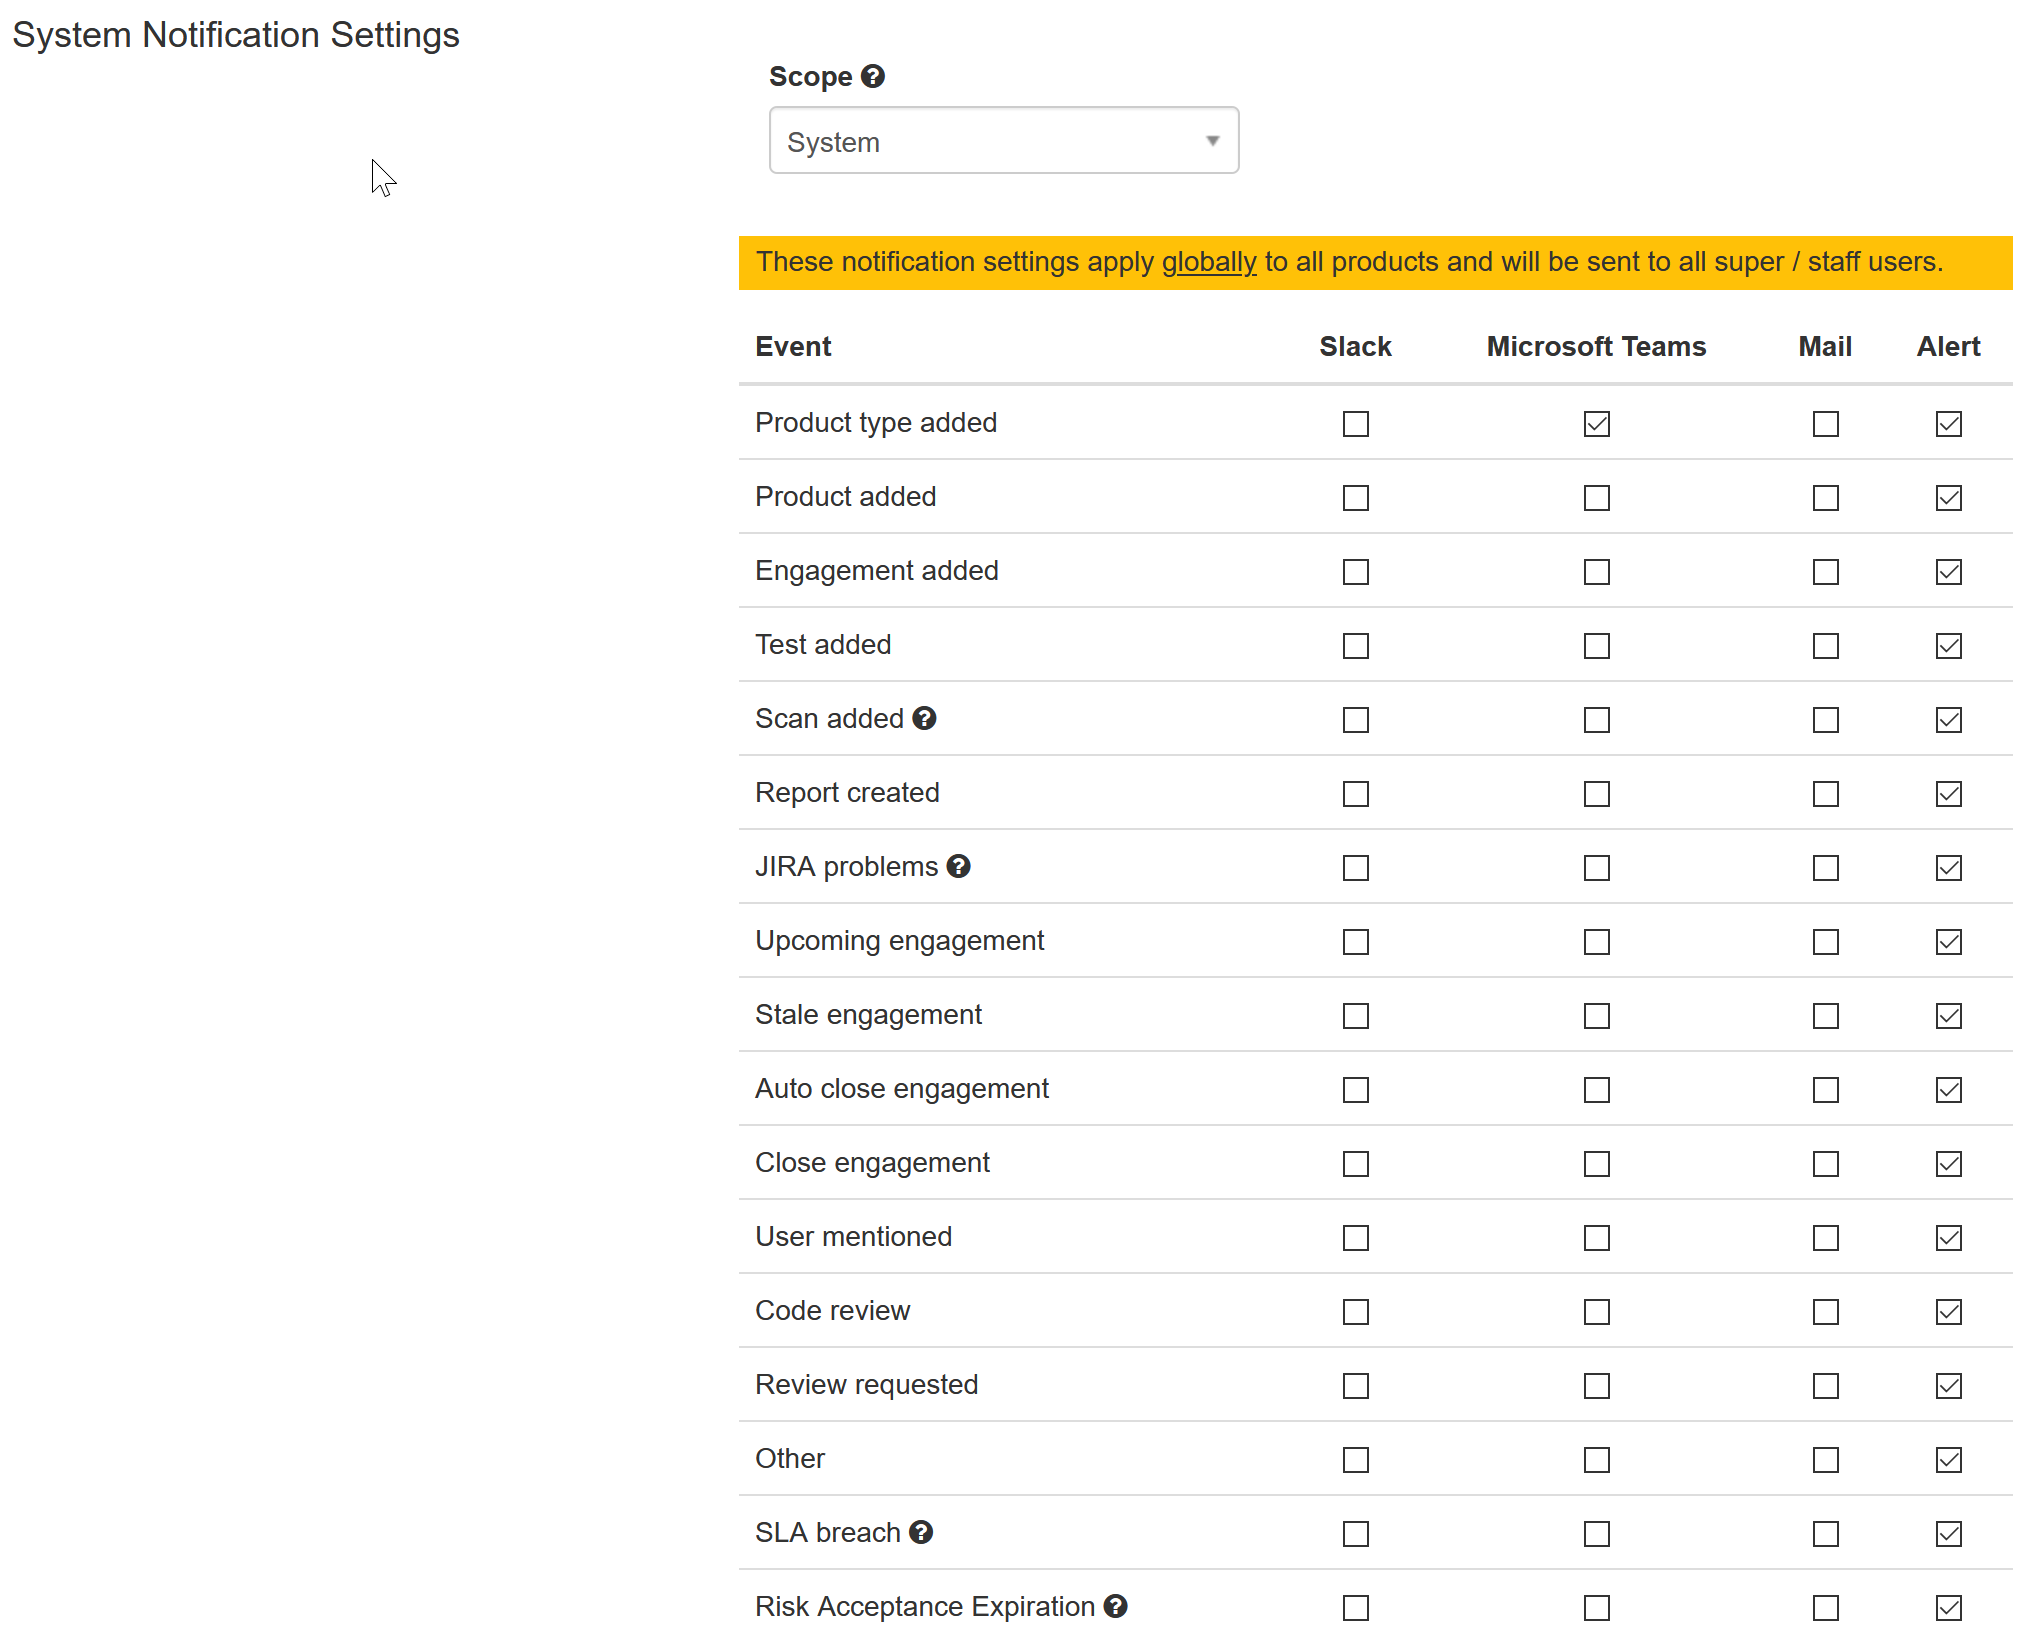 System Notification Settings
Scope
System
These notification settings apply globally to all products and will be sent to all super / staff users.
Event Slack Microsoft Teams Mail Alert
Product type added
Product added
Engagement added
Test added
Scan added
Report created
JIRA problems
Upcoming engagement
Stale engagement
Auto close engagement
Close engagement
User mentioned
Code review
Review requested
Other
SLA breach
Risk Acceptance Expiration